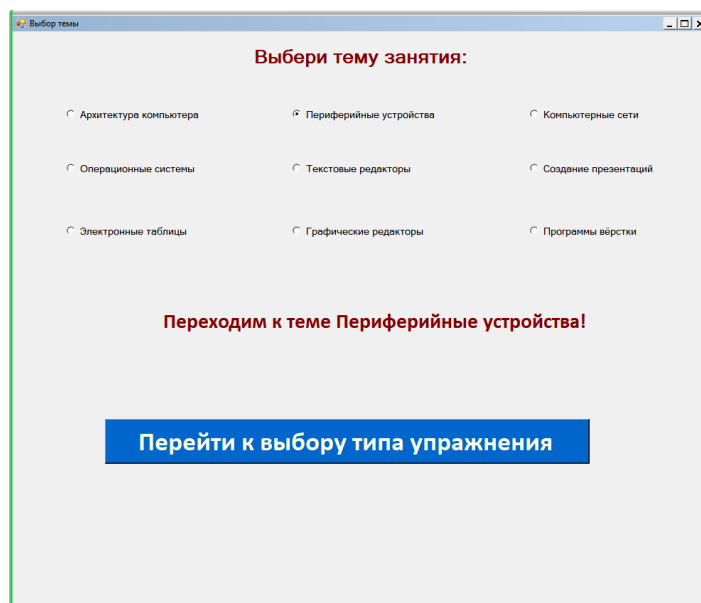 Выбор темы
Выбери тему занятия:
Архитектура компьютера Периферийные устройства Компьютерные сети
Операционные системы Текстовые редакторы Создание презентаций
Электронные таблицы Графические редакторы Программы вёрстки
Переходим к теме Периферийные устройства!
Перейти к выбору типа упражнения